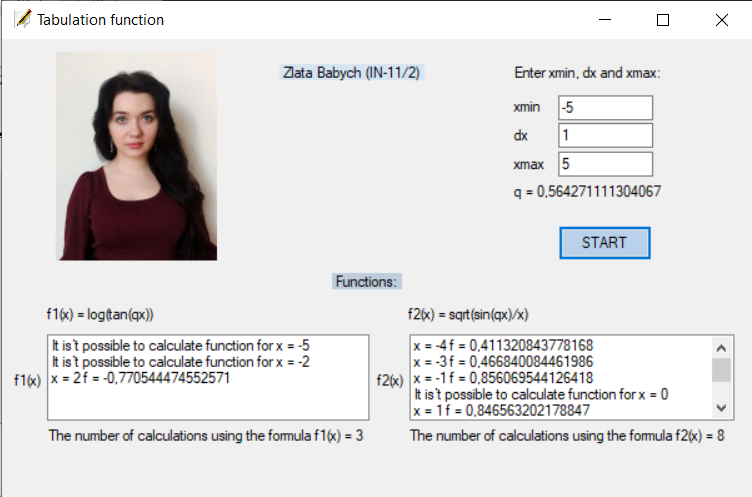 Tabulation function
Zlata Babych (IN-11/2)
Enter xmin, dx and xmax:
xmin
-5
dx
1
xmax
5
q = 0,564271111304067
START
Functions:
f1(x) = log(tan(qx))
f2(x) = sqrt(sin(qx)/x)
f1(x)
It is't possible to calculate function for x = -5
It is't possible to calculate function for x = -2
x = 2 f = -0,770544474552571
f2(x)
x = -4 f = 0,411320843778168
x = -3 f = 0,466840084461986
x = -1 f = 0,856069544126418
It is't possible to calculate function for x = 0
x = 1 f = 0,846563202178847
The number of calculations using the formula f1(x) = 3
The number of calculations using the formula f2(x) = 8